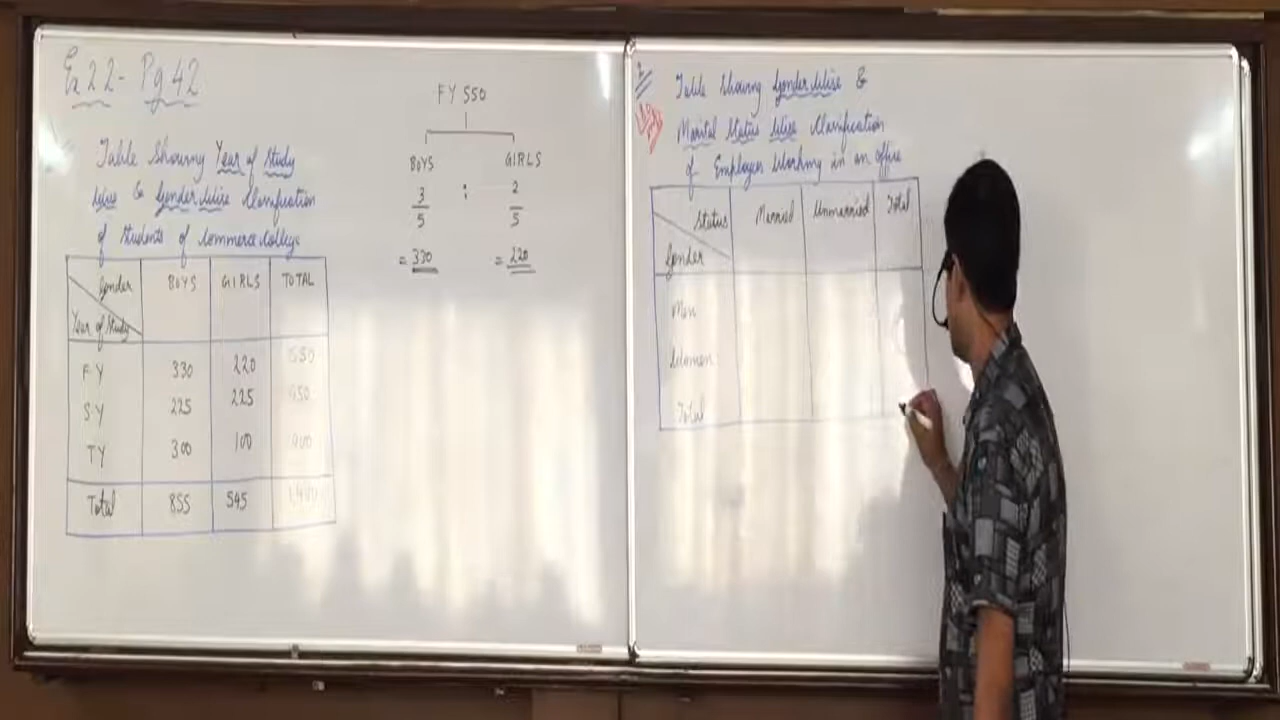 Ex 22- Pg 42
Table Showing Year of Study
Wise & Gender Wise Classification
of Students of Commerce College
Gender BOYS GIRLS TOTAL
Year of Study
FY 330 220 550
SY 225 225 450
TY 300 100 400
Total 855 545
FY 550
BOYS GIRLS
3/5 : 2/5
= 330 = 220
Table Showing Gender Wise &
Marital Status Wise Classification
of Employees Working in an office
Status Married Unmarried Total
Gender
Men
Women
Total